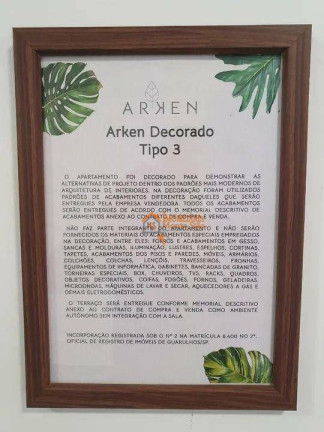 ARKEN
Arken Decorado
Tipo 3
O APARTAMENTO FOI DECORADO PARA DEMONSTRAR AS
ALTERNATIVAS DE PROJETO DENTRO DOS PADRÕES MAIS MODERNOS DE
ARQUITETURA DE INTERIORES. NA DECORAÇÃO FORAM UTILIZADOS
PADRÕES DE ACABAMENTOS DIFERENTES DAQUELES QUE SERÃO
ENTREGUES PELA EMPRESA VENDEDORA. TODOS OS ACABAMENTOS
SERÃO ENTREGUES DE ACORDO COM O MEMORIAL DESCRITIVO DE
ACABAMENTOS ANEXO AO CONTRATO DE COMPRA E VENDA.
NÃO FAZ PARTE INTEGRANTE DO APARTAMENTO E NÃO SERÃO
FORNECIDOS OS MATERIAIS OU ACABAMENTOS ESPECIAIS EMPREGADOS
NA DECORAÇÃO, ENTRE ELES: PISOS E ACABAMENTOS EM GESSO,
SANCAS E MOLDURAS, ILUMINAÇÃO, LUSTRES, ESPELHOS, CORTINAS,
TAPETES, ACABAMENTOS DOS PISOS E PAREDES, MÓVEIS, ARMÁRIOS,
COLCHÕES, COLCHAS, LENÇÓIS, TRAVESSEIROS, FRONHAS,
EQUIPAMENTOS DE INFORMÁTICA, GABINETES, BANCADAS DE GRANITO,
TORNEIRAS ESPECIAIS, BOX, CHUVEIROS, TVS, RACKS, QUADROS,
OBJETOS DECORATIVOS, COIFAS, FOGÕES, FORNOS, GELADEIRAS,
MICROONDAS, MÁQUINAS DE LAVAR E SECAR, AQUECEDORES A GÁS E
DEMAIS ELETRODOMÉSTICOS.
O TERRAÇO SERÁ ENTREGUE CONFORME MEMORIAL DESCRITIVO
ANEXO AO CONTRATO DE COMPRA E VENDA COMO AMBIENTE
AUTÔNOMO SEM INTEGRAÇÃO COM A SALA.
INCORPORAÇÃO REGISTRADA SOB O Nº 2 NA MATRÍCULA 8.400 NO 1º.
OFICIAL DE REGISTRO DE IMÓVEIS DE GUARULHOS/SP.